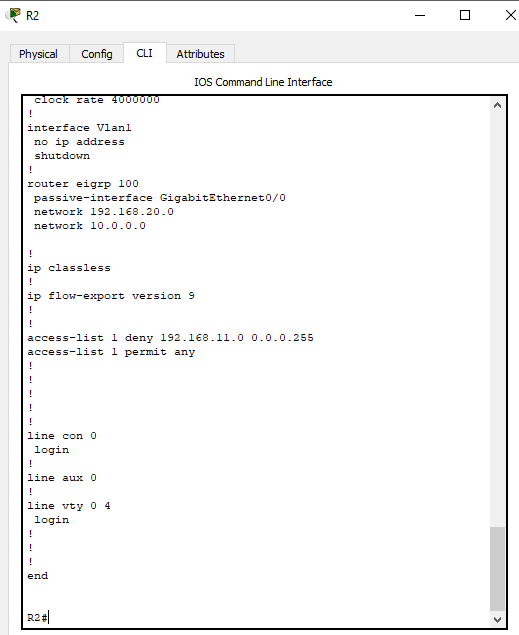 R2
Physical Config CLI Attributes
IOS Command Line Interface
clock rate 4000000
!
interface Vlan1
no ip address
shutdown
!
router eigrp 100
passive-interface GigabitEthernet0/0
network 192.168.20.0
network 10.0.0.0
!
ip classless
!
ip flow-export version 9
!
!
access-list 1 deny 192.168.11.0 0.0.0.255
access-list 1 permit any
!
!
!
!
!
line con 0
login
!
line aux 0
!
line vty 0 4
login
!
!
!
end
R2#